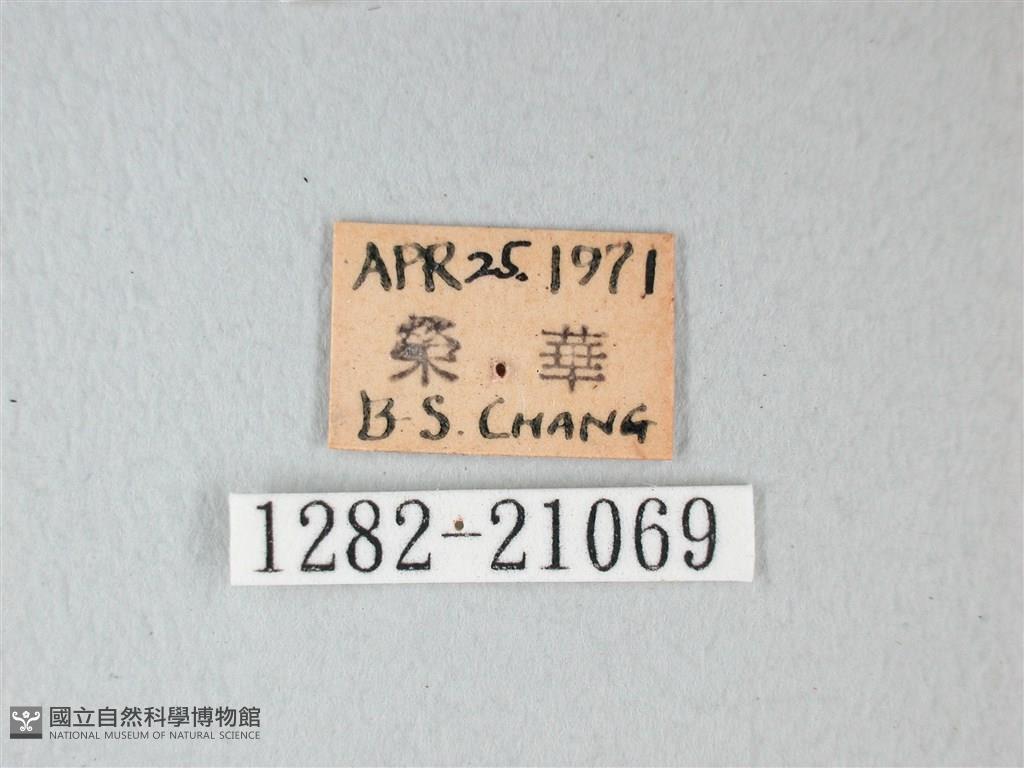 APR 25. 1971
榮 華
B S. CHANG
1282-21069
國立自然科學博物館
NATIONAL MUSEUM OF NATURAL SCIENCE